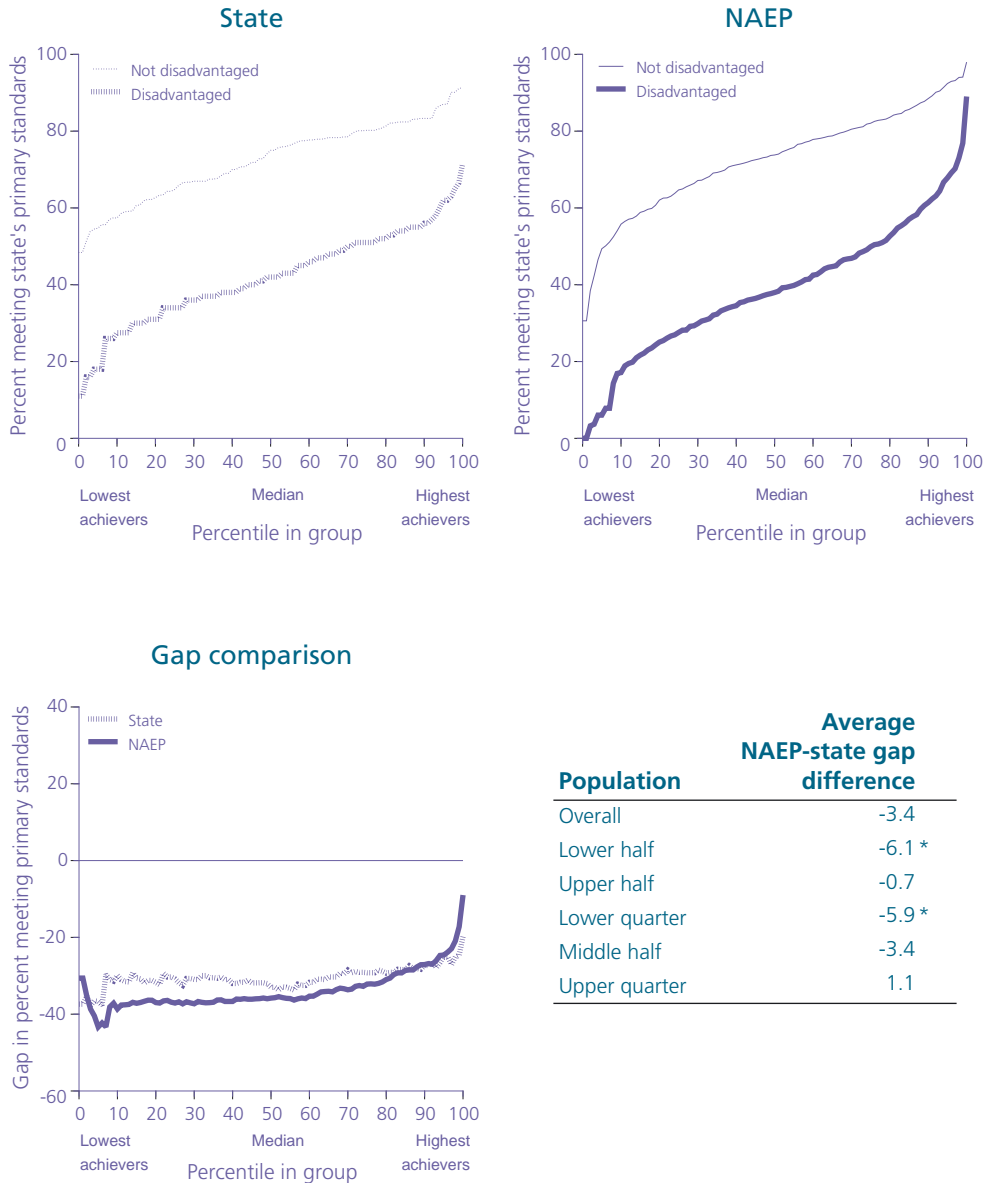 State
Percent meeting state's primary standards
100
80
60
40
20
0
Not disadvantaged
Disadvantaged
0 10 20 30 40 50 60 70 80 90 100
Lowest achievers
Median
Highest achievers
Percentile in group
NAEP
Percent meeting state's primary standards
100
80
60
40
20
0
Not disadvantaged
Disadvantaged
0 10 20 30 40 50 60 70 80 90 100
Lowest achievers
Median
Highest achievers
Percentile in group
Gap comparison
Gap in percent meeting primary standards
40
20
0
-20
-40
-60
State
NAEP
0 10 20 30 40 50 60 70 80 90 100
Lowest achievers
Median
Highest achievers
Percentile in group
Population Average NAEP-state gap difference
Overall -3.4
Lower half -6.1 *
Upper half -0.7
Lower quarter -5.9 *
Middle half -3.4
Upper quarter 1.1